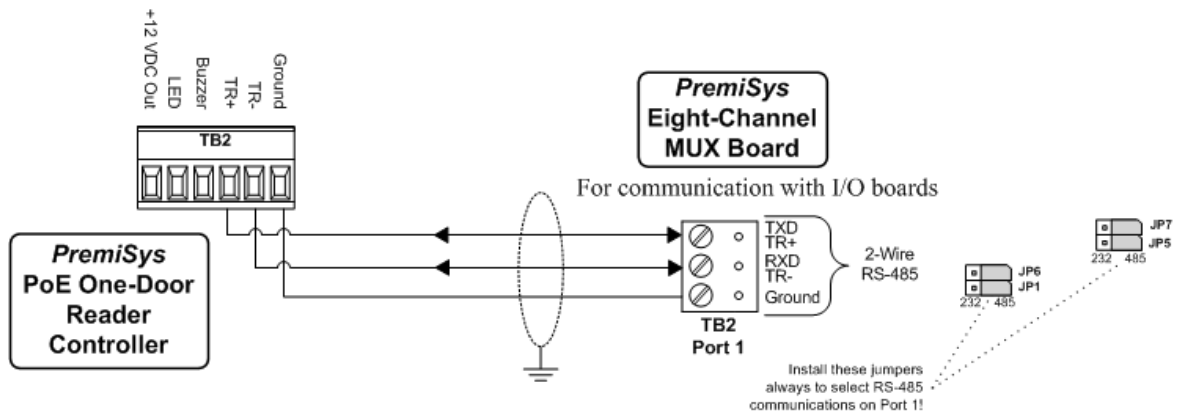 +12 VDC Out
LED
Buzzer
TR+
TR-
Ground
TB2
PremiSys
PoE One-Door
Reader
Controller
PremiSys
Eight-Channel
MUX Board
For communication with I/O boards
TXD
TR+
RXD
TR-
Ground
2-Wire
RS-485
TB2
Port 1
JP7
JP5
232 485
JP6
JP1
232 485
Install these jumpers
always to select RS-485
communications on Port 1!